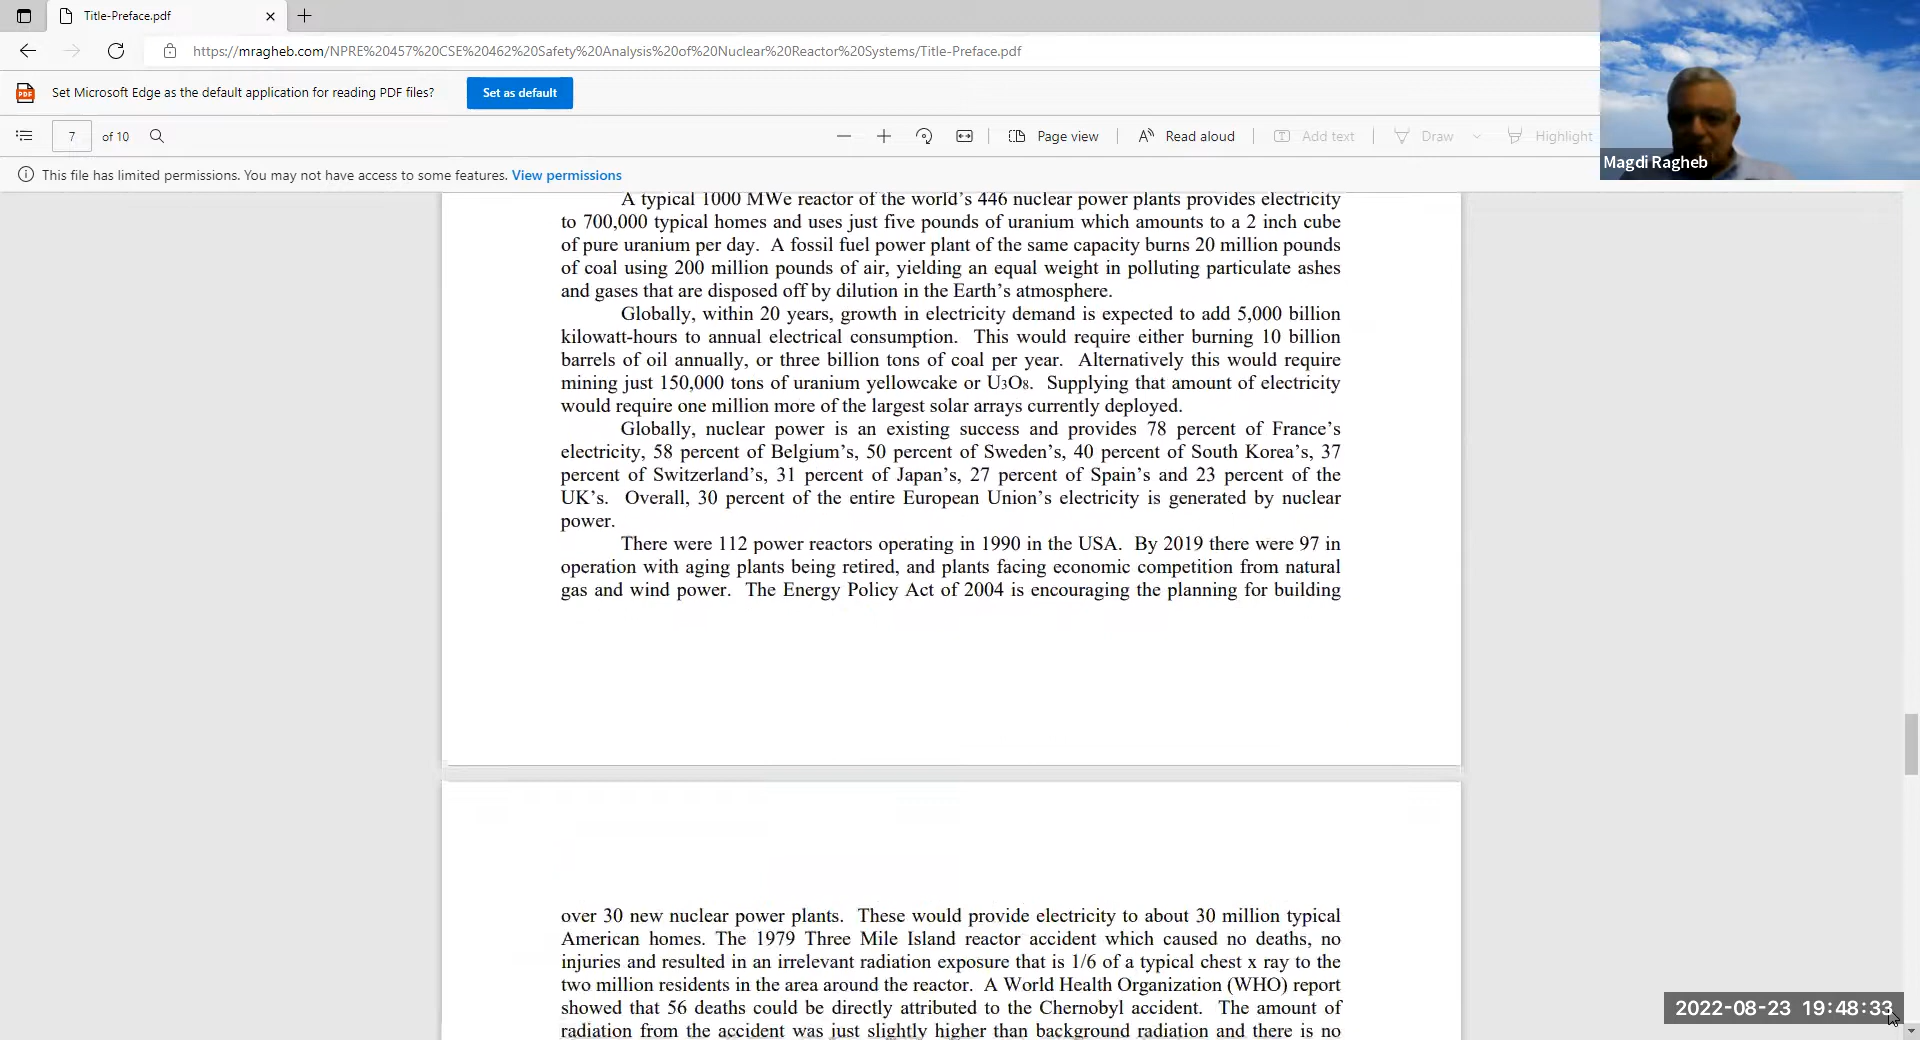 Title-Preface.pdf
https://mragheb.com/NPRE%20457%20CSE%20462%20Safety%20Analysis%20of%20Nuclear%20Reactor%20Systems/Title-Preface.pdf
Set Microsoft Edge as the default application for reading PDF files?
Set as default
7 of 10
Page view
Read aloud
Add text
Draw
Highlight
Magdi Ragheb
This file has limited permissions. You may not have access to some features. View permissions
A typical 1000 MWe reactor of the world's 446 nuclear power plants provides electricity
to 700,000 typical homes and uses just five pounds of uranium which amounts to a 2 inch cube
of pure uranium per day. A fossil fuel power plant of the same capacity burns 20 million pounds
of coal using 200 million pounds of air, yielding an equal weight in polluting particulate ashes
and gases that are disposed off by dilution in the Earth's atmosphere.
Globally, within 20 years, growth in electricity demand is expected to add 5,000 billion
kilowatt-hours to annual electrical consumption. This would require either burning 10 billion
barrels of oil annually, or three billion tons of coal per year. Alternatively this would require
mining just 150,000 tons of uranium yellowcake or U3O8. Supplying that amount of electricity
would require one million more of the largest solar arrays currently deployed.
Globally, nuclear power is an existing success and provides 78 percent of France's
electricity, 58 percent of Belgium's, 50 percent of Sweden's, 40 percent of South Korea's, 37
percent of Switzerland's, 31 percent of Japan's, 27 percent of Spain's and 23 percent of the
UK's. Overall, 30 percent of the entire European Union's electricity is generated by nuclear
power.
There were 112 power reactors operating in 1990 in the USA. By 2019 there were 97 in
operation with aging plants being retired, and plants facing economic competition from natural
gas and wind power. The Energy Policy Act of 2004 is encouraging the planning for building
over 30 new nuclear power plants. These would provide electricity to about 30 million typical
American homes. The 1979 Three Mile Island reactor accident which caused no deaths, no
injuries and resulted in an irrelevant radiation exposure that is 1/6 of a typical chest x ray to the
two million residents in the area around the reactor. A World Health Organization (WHO) report
showed that 56 deaths could be directly attributed to the Chernobyl accident. The amount of
radiation from the accident was just slightly higher than background radiation and there is no
2022-08-23 19:48:33